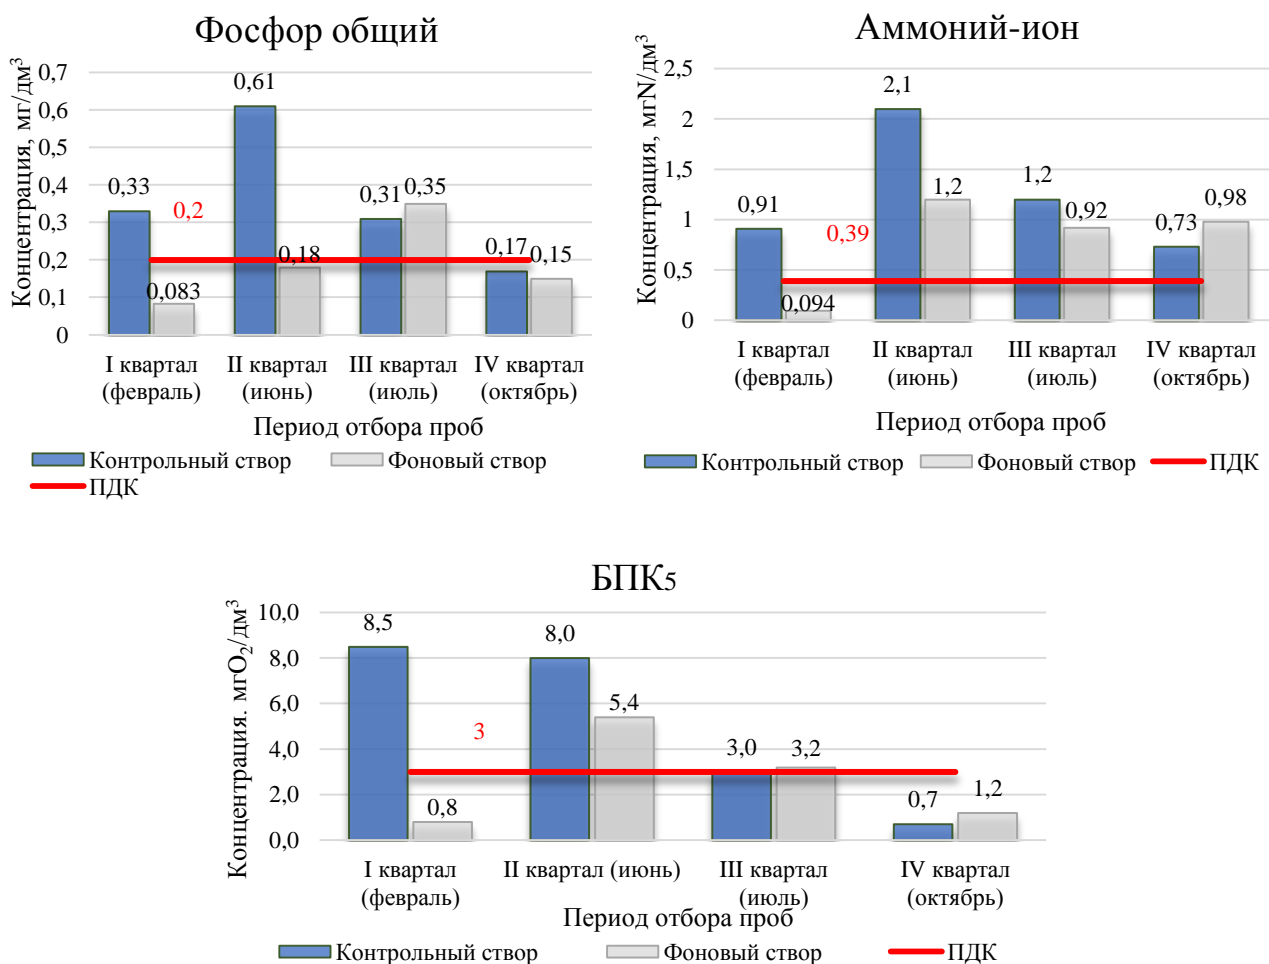 Фосфор общий
Концентрация, мг/дм³
0,7
0,6
0,5
0,4
0,3
0,2
0,1
0
0,33
0,083
0,61
0,18
0,31
0,35
0,17
0,15
0,2
I квартал
(февраль)
II квартал
(июнь)
III квартал
(июль)
IV квартал
(октябрь)
Период отбора проб
Контрольный створ
Фоновый створ
ПДК
Аммоний-ион
Концентрация, мгN/дм³
2,5
2
1,5
1
0,5
0
0,91
0,094
2,1
1,2
1,2
0,92
0,73
0,98
0,39
I квартал
(февраль)
II квартал
(июнь)
III квартал
(июль)
IV квартал
(октябрь)
Период отбора проб
Контрольный створ
Фоновый створ
ПДК
БПК₅
Концентрация. мгО₂/дм³
10,0
8,0
6,0
4,0
2,0
0,0
8,5
0,8
8,0
5,4
3,0
3,2
0,7
1,2
3
I квартал
(февраль)
II квартал (июнь)
III квартал
(июль)
IV квартал
(октябрь)
Период отбора проб
Контрольный створ
Фоновый створ
ПДК